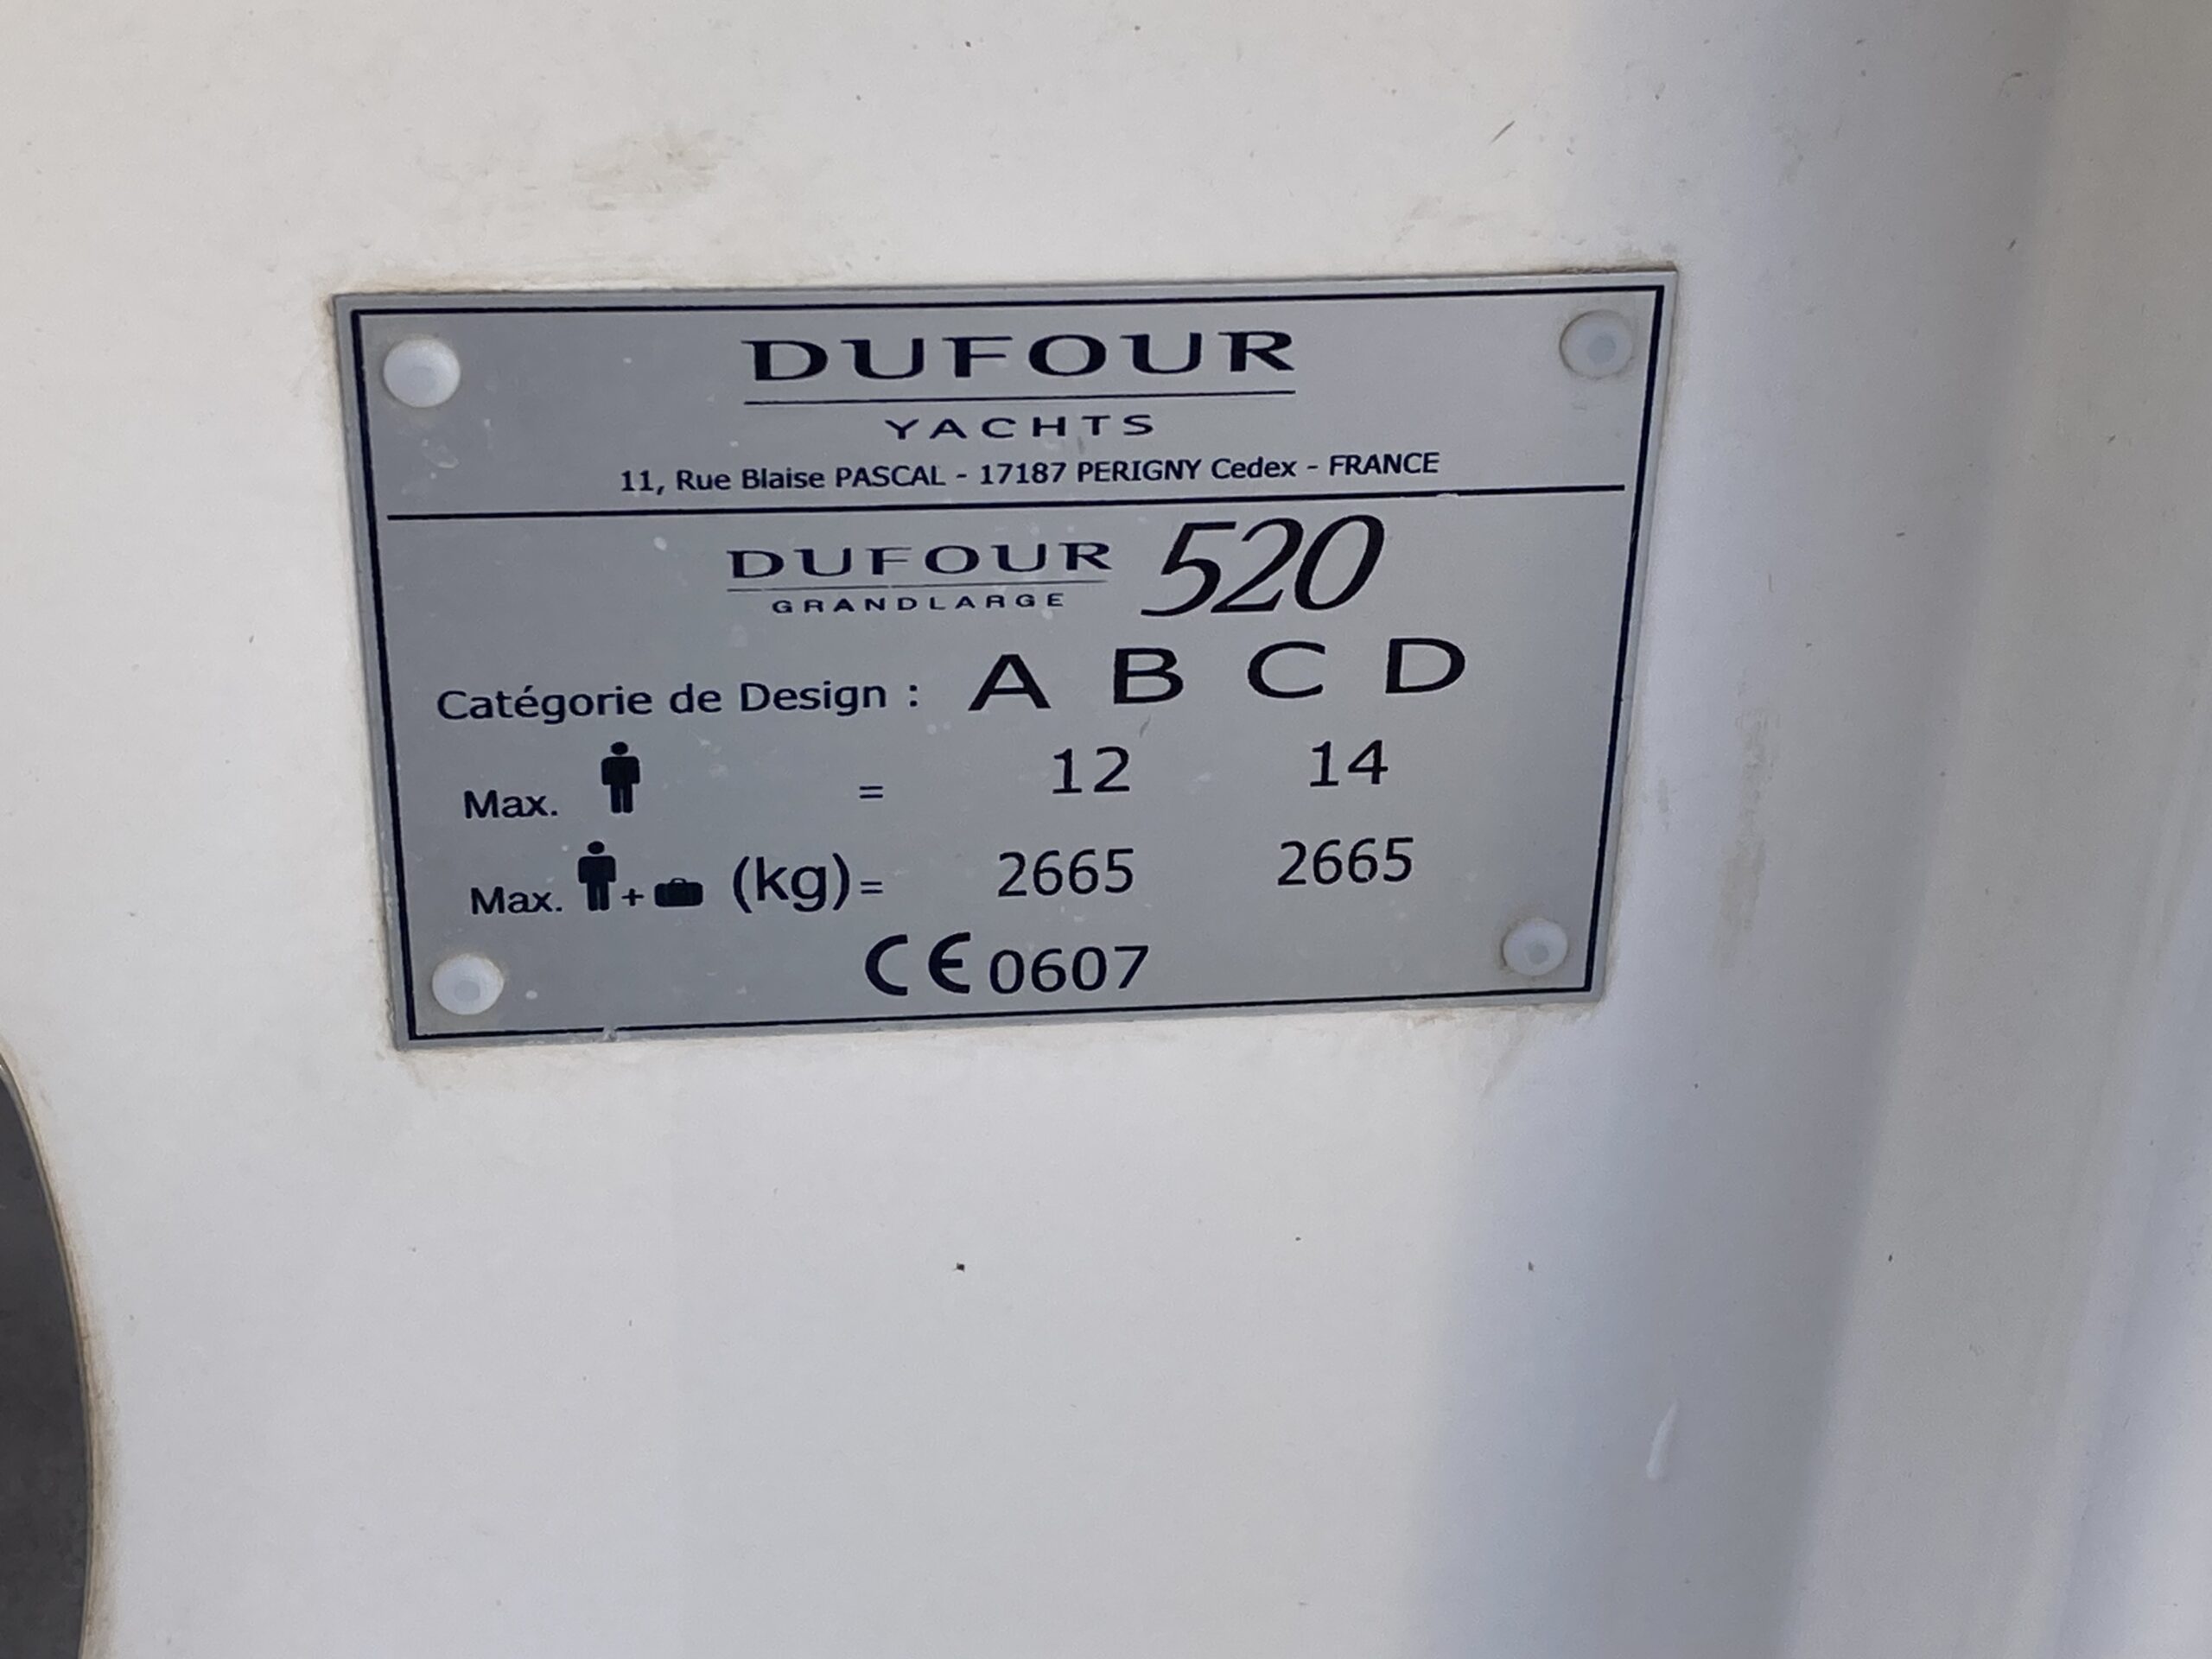 DUFOUR
YACHTS
11, Rue Blaise PASCAL - 17187 PERIGNY Cedex - FRANCE
DUFOUR 520
GRANDLARGE
Catégorie de Design : A B C D
Max. = 12 14
Max. + (kg) = 2665 2665
CE 0607